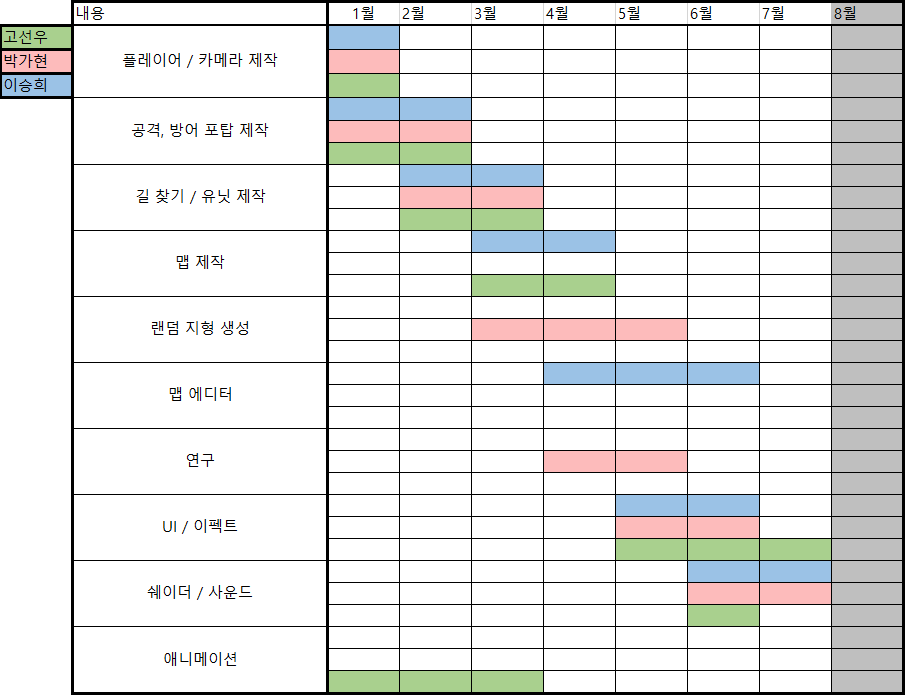 내용 1월 2월 3월 4월 5월 6월 7월 8월
고선우
박가현
이승희
플레이어 / 카메라 제작
공격, 방어 포탑 제작
길 찾기 / 유닛 제작
맵 제작
랜덤 지형 생성
맵 에디터
연구
UI / 이펙트
쉐이더 / 사운드
애니메이션